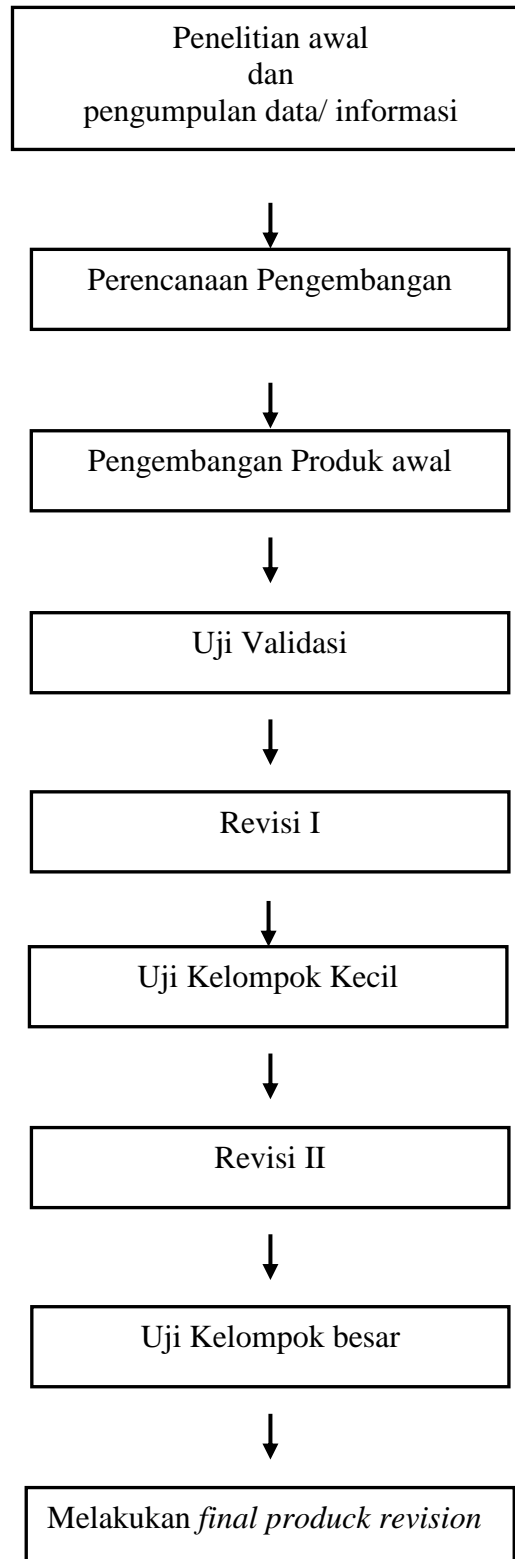 Penelitian awal
dan
pengumpulan data/ informasi
Perencanaan Pengembangan
Pengembangan Produk awal
Uji Validasi
Revisi I
Uji Kelompok Kecil
Revisi II
Uji Kelompok besar
Melakukan final produck revision